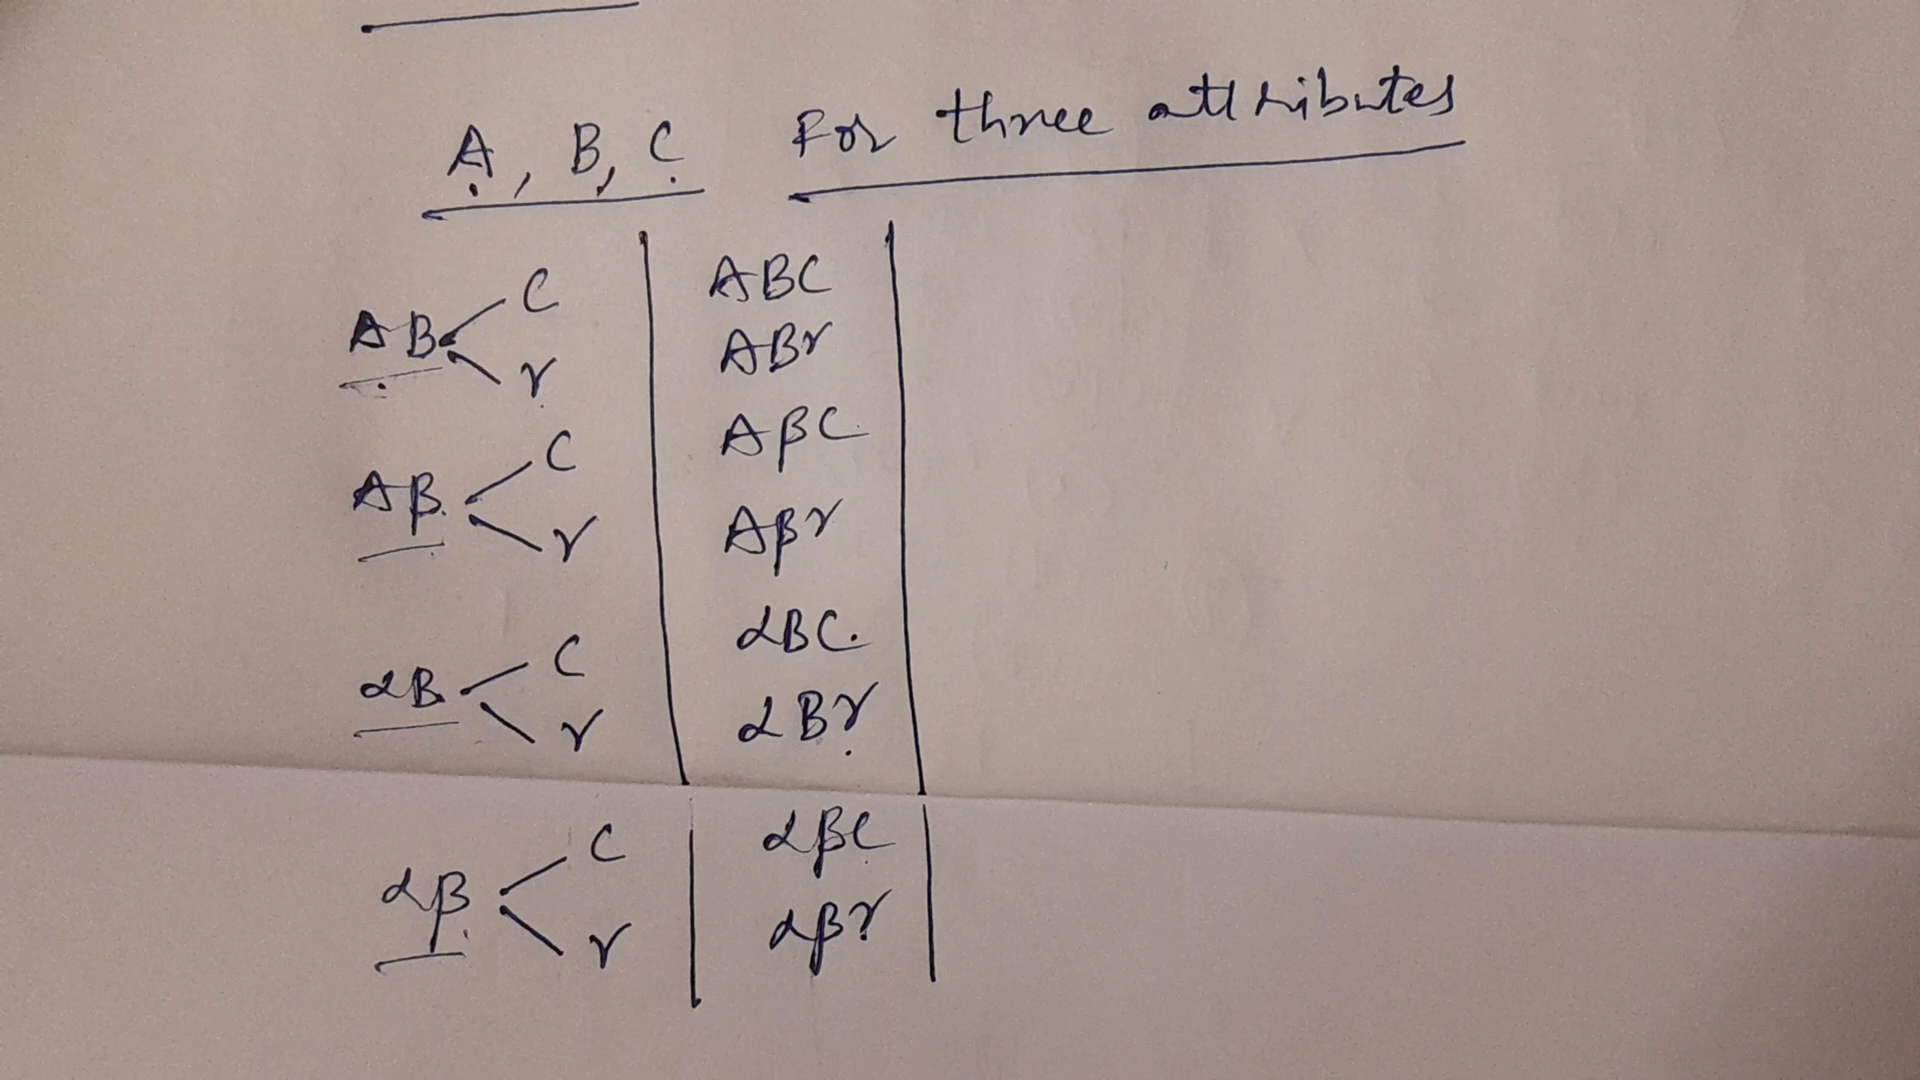 A, B, C For three attributes
AB C ABC
γ ABγ
Aβ C AβC
γ Aβγ
αB C αBC.
γ αBγ
αβ C αβC
γ αβγ